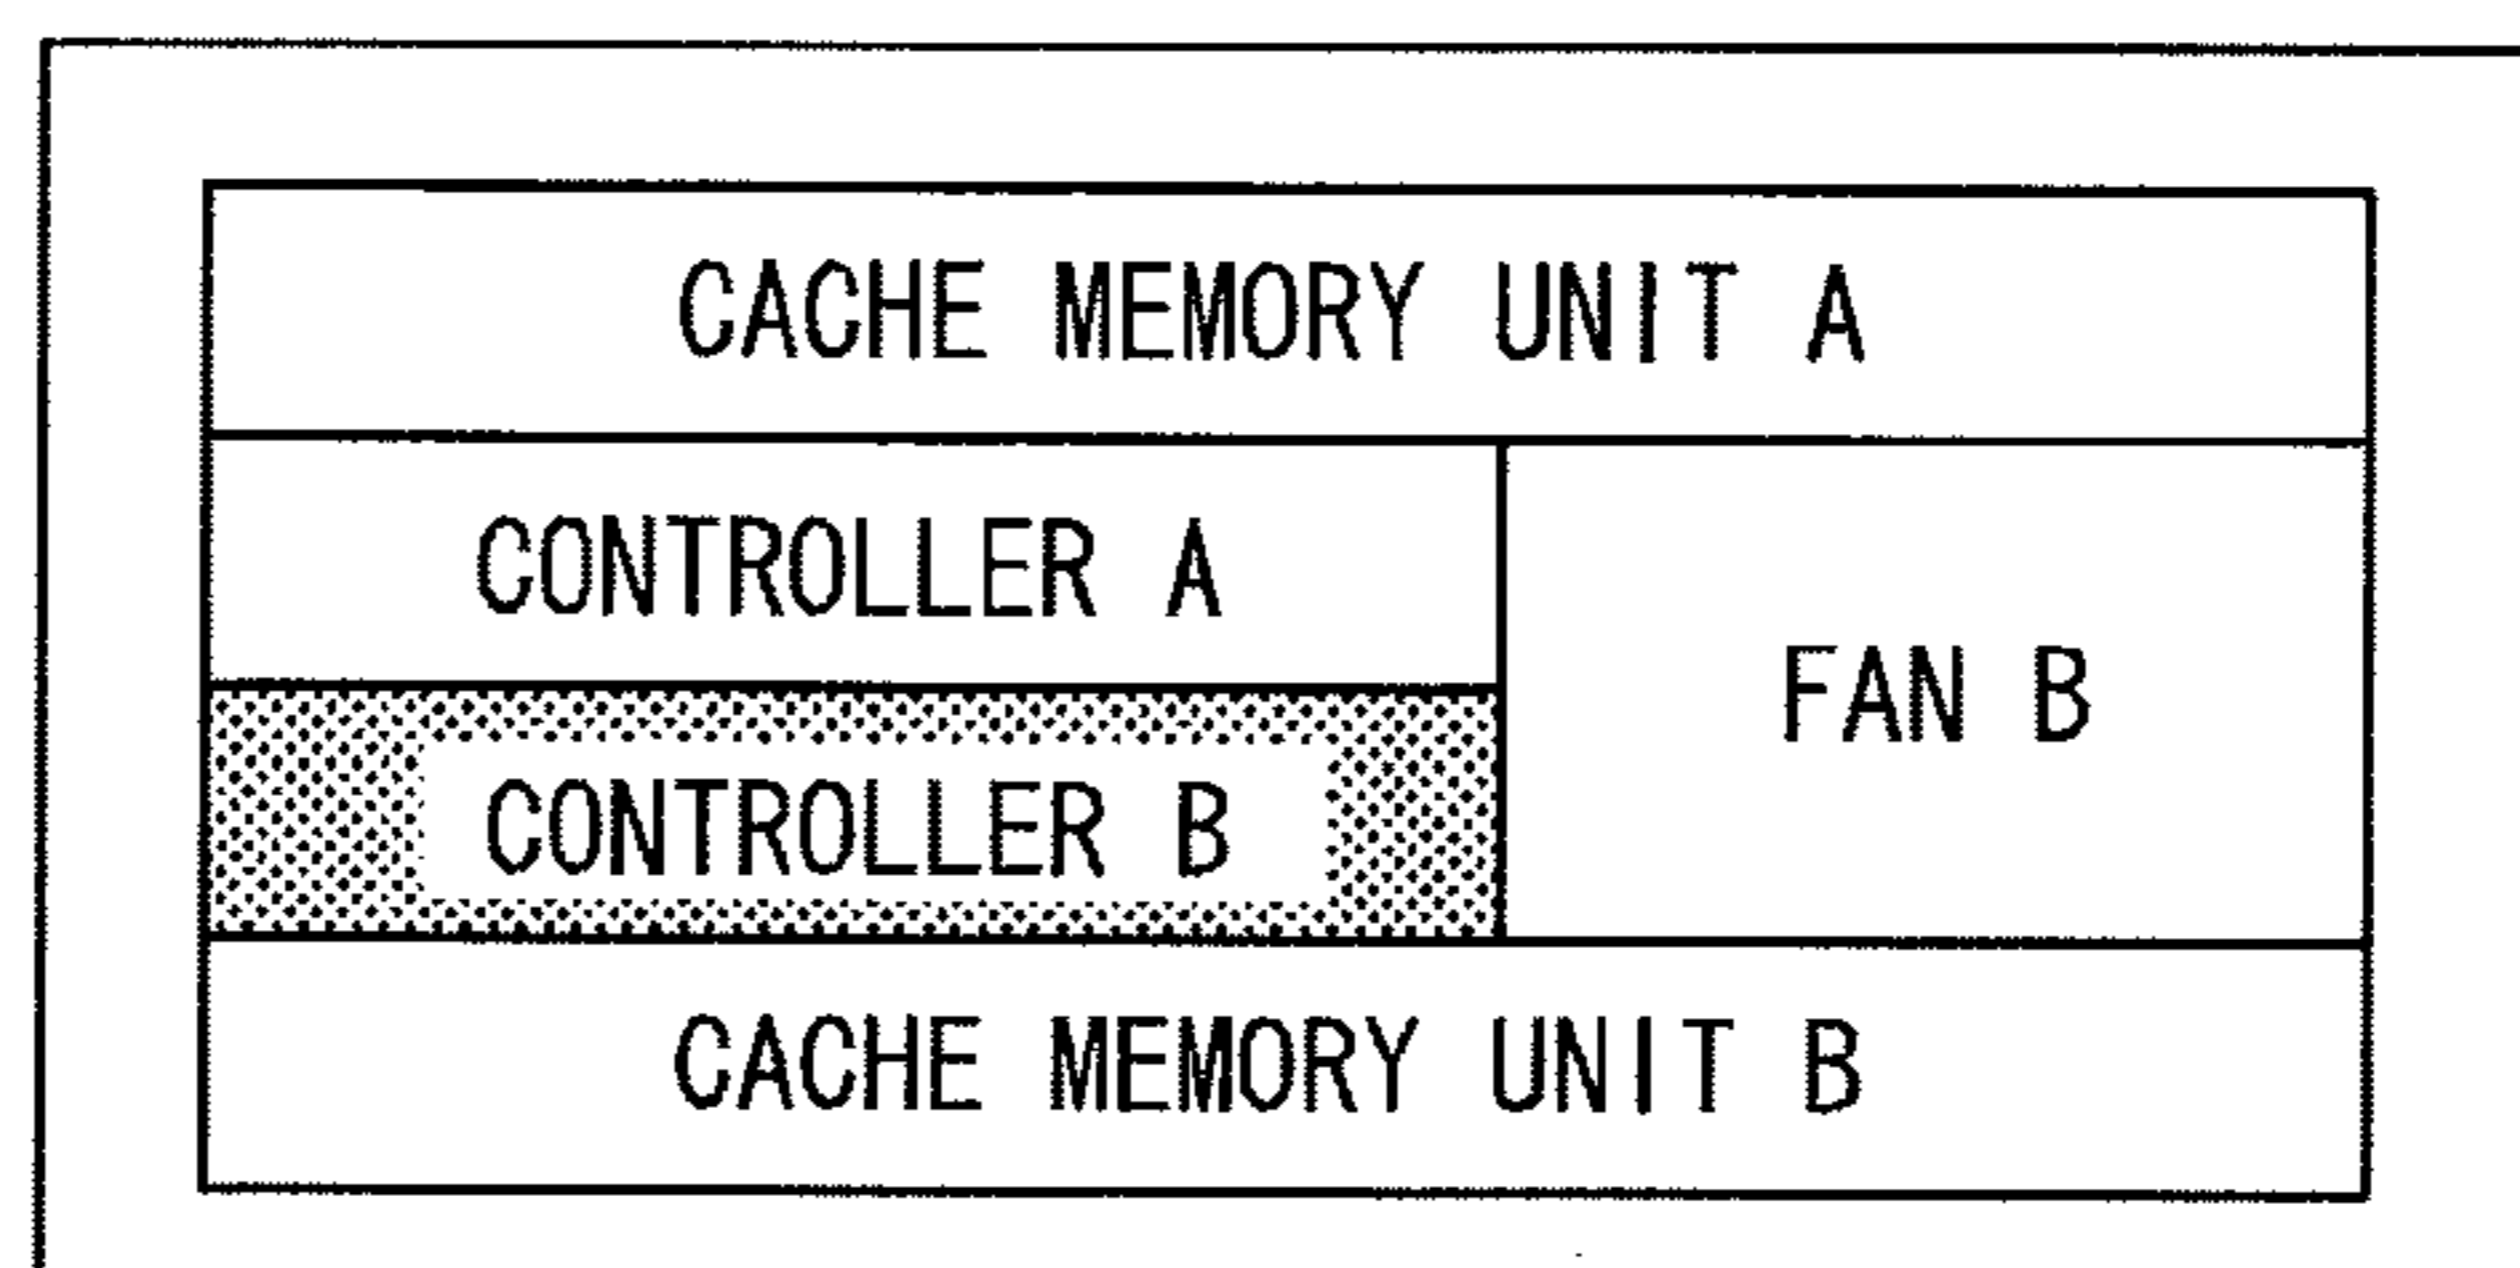 CACHE MEMORY UNIT A
CONTROLLER A
FAN B
CONTROLLER B
CACHE MEMORY UNIT B